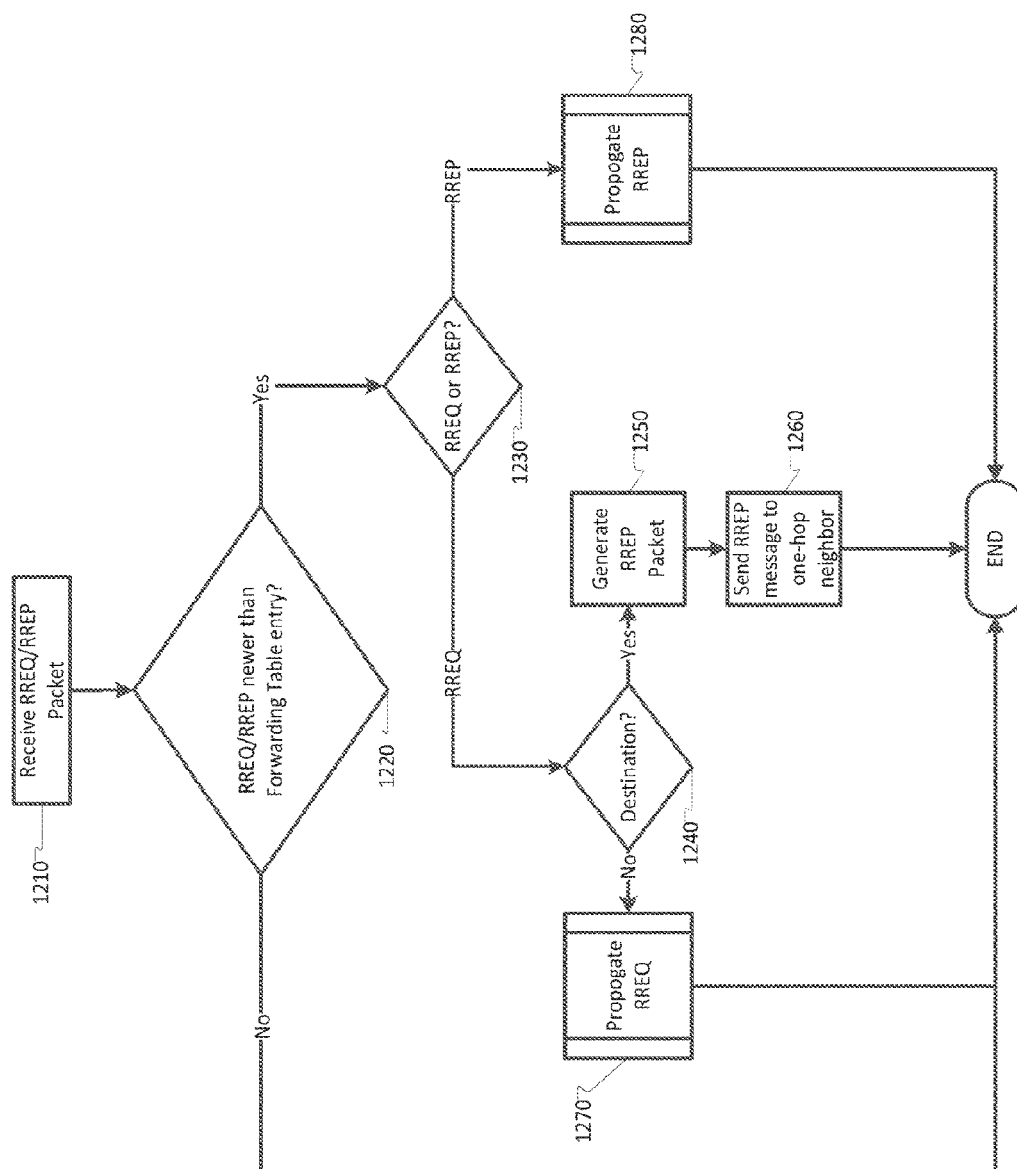 1210
Receive RREQ/RREP
Packet
RREQ/RREP newer than
Forwarding Table entry?
1220
No
Yes
RREQ or RREP?
1230
RREQ
RREP
Destination?
1240
No
Yes
Propogate
RREQ
1270
Generate
RREP
Packet
1250
Send RREP
message to
one-hop
neighbor
1260
Propogate
RREP
1280
END